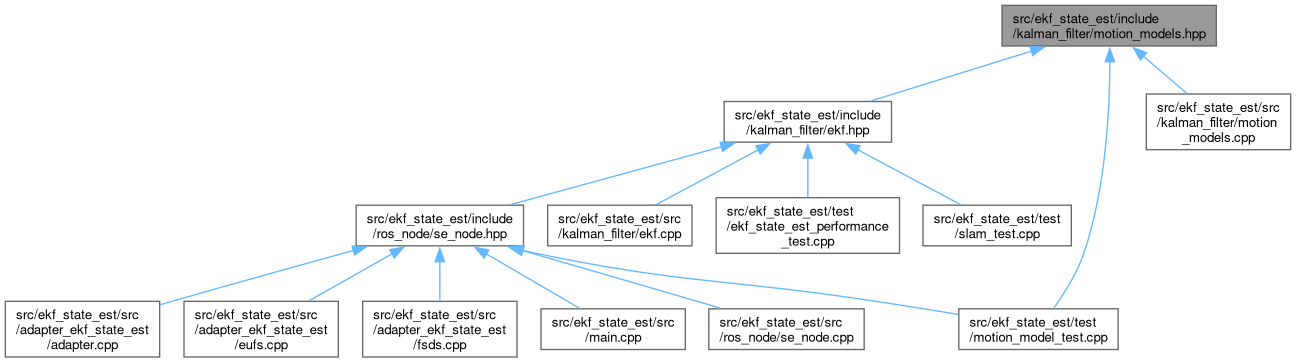 src/ekf_state_est/include
/kalman_filter/motion_models.hpp
src/ekf_state_est/include
/kalman_filter/ekf.hpp
src/ekf_state_est/src
/kalman_filter/motion
_models.cpp
src/ekf_state_est/include
/ros_node/se_node.hpp
src/ekf_state_est/src
/kalman_filter/ekf.cpp
src/ekf_state_est/test
/ekf_state_est_performance
_test.cpp
src/ekf_state_est/test
/slam_test.cpp
src/ekf_state_est/src
/adapter_ekf_state_est
/adapter.cpp
src/ekf_state_est/src
/adapter_ekf_state_est
/eufs.cpp
src/ekf_state_est/src
/adapter_ekf_state_est
/fsds.cpp
src/ekf_state_est/src
/main.cpp
src/ekf_state_est/src
/ros_node/se_node.cpp
src/ekf_state_est/test
/motion_model_test.cpp